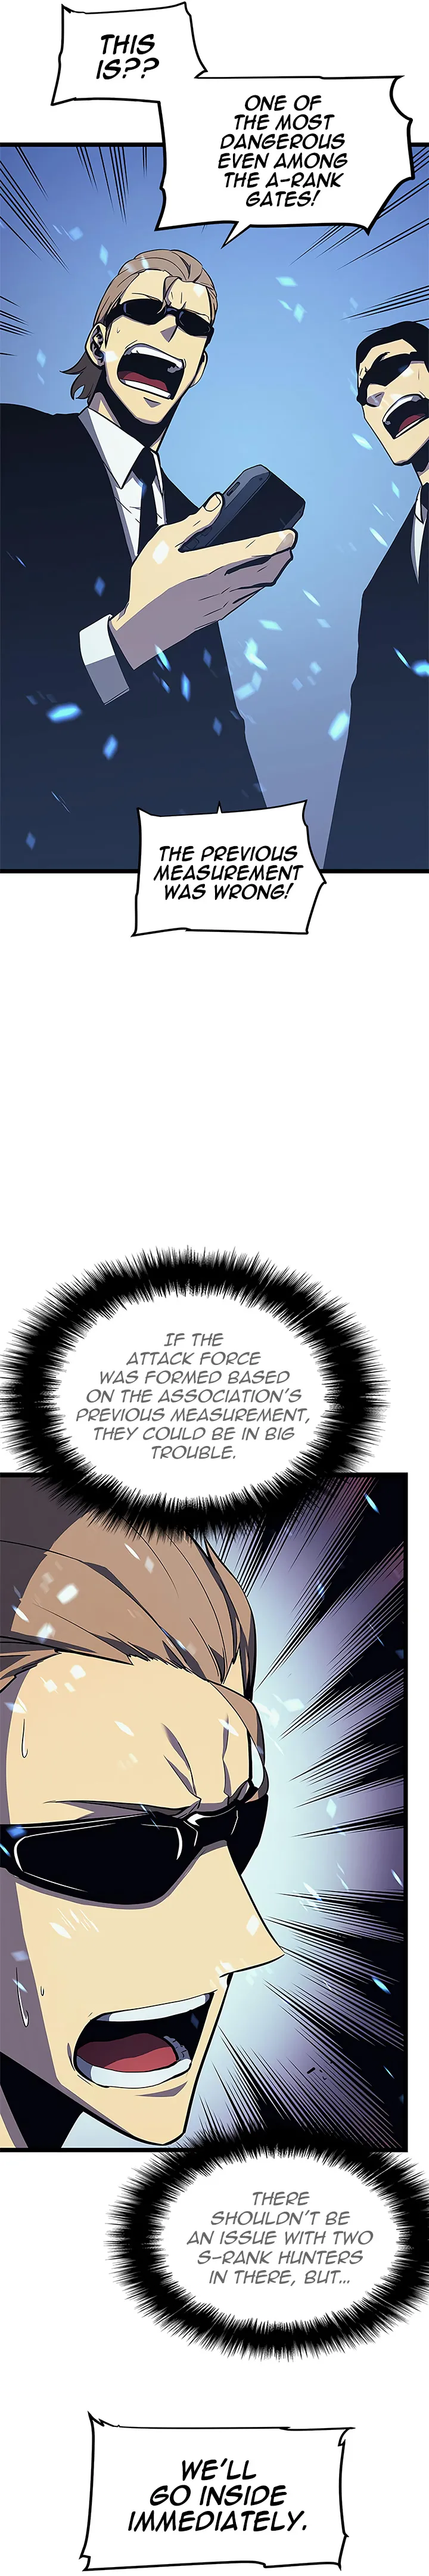 THIS
IS??
ONE OF
THE MOST
DANGEROUS
EVEN AMONG
THE A-RANK
GATES!
THE PREVIOUS
MEASUREMENT
WAS WRONG!
IF THE
ATTACK FORCE
WAS FORMED BASED
ON THE ASSOCIATION'S
PREVIOUS MEASUREMENT,
THEY COULD BE IN BIG
TROUBLE.
THERE
SHOULDN'T BE
AN ISSUE WITH TWO
S-RANK HUNTERS
IN THERE, BUT...
WE'LL
GO INSIDE
IMMEDIATELY.